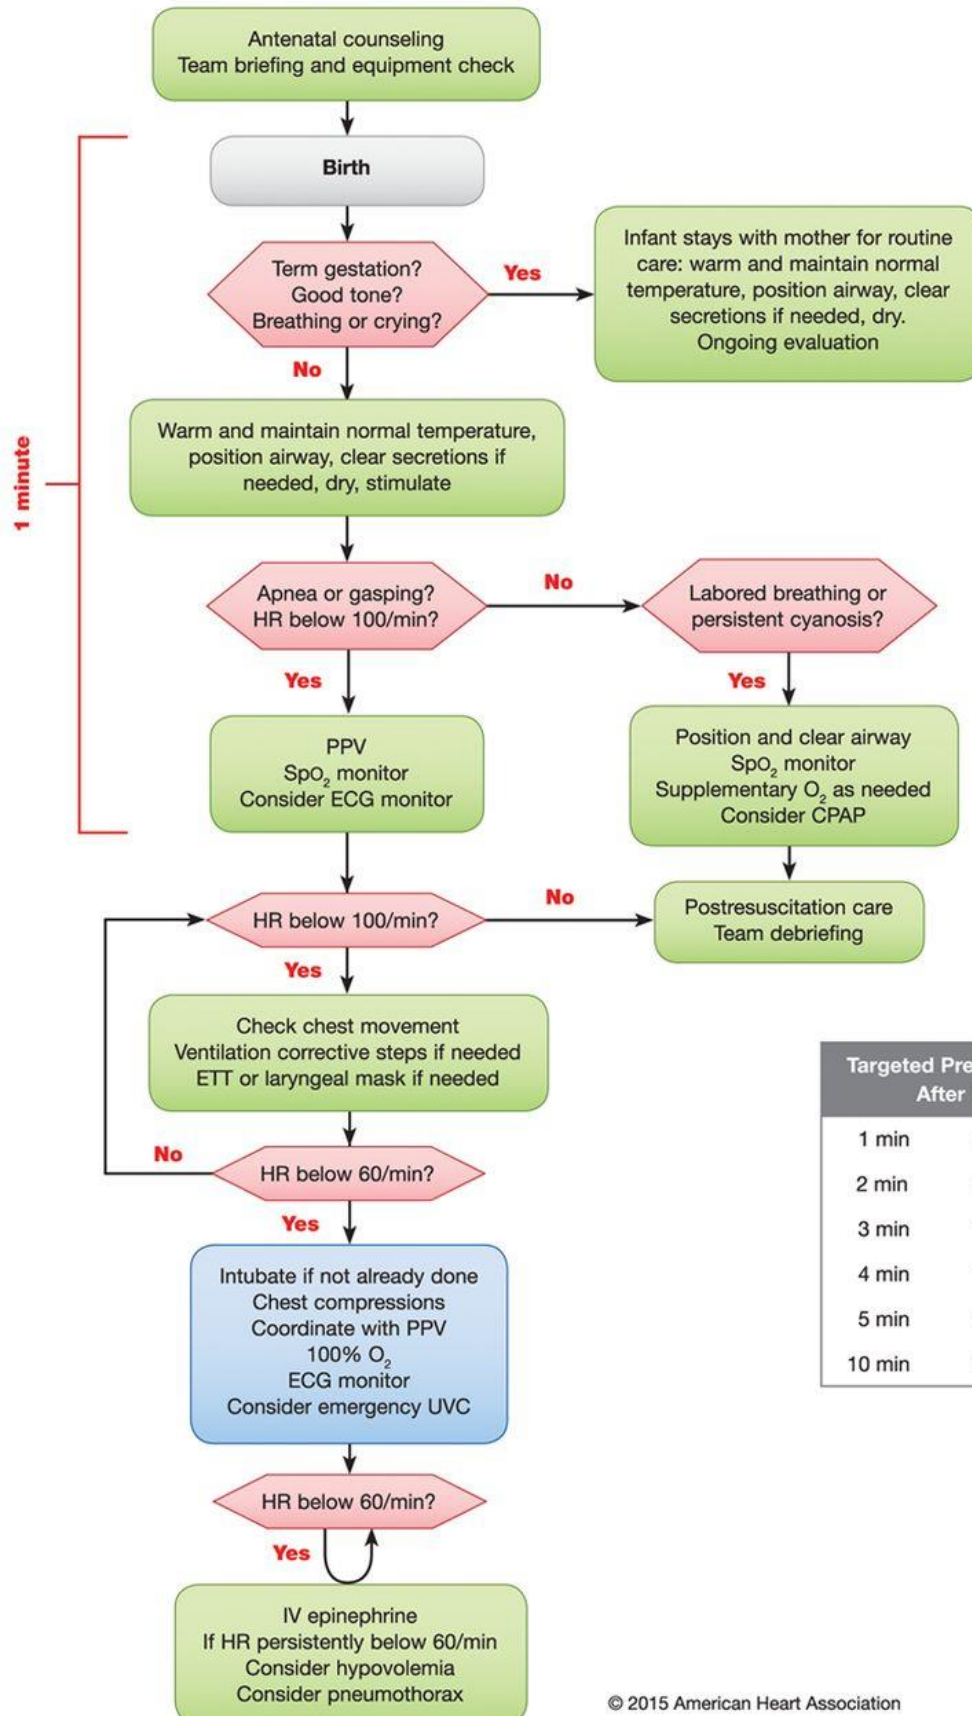 Antenatal counseling
Team briefing and equipment check
Birth
1 minute
Term gestation?
Good tone?
Breathing or crying?
Yes
Infant stays with mother for routine
care: warm and maintain normal
temperature, position airway, clear
secretions if needed, dry.
Ongoing evaluation
No
Warm and maintain normal temperature,
position airway, clear secretions if
needed, dry, stimulate
Apnea or gasping?
HR below 100/min?
No
Labored breathing or
persistent cyanosis?
Yes
Yes
PPV
SpO₂ monitor
Consider ECG monitor
Position and clear airway
SpO₂ monitor
Supplementary O₂ as needed
Consider CPAP
HR below 100/min?
No
Postresuscitation care
Team debriefing
Yes
Check chest movement
Ventilation corrective steps if needed
ETT or laryngeal mask if needed
Targeted
After
1 min
2 min
3 min
4 min
5 min
10 min
HR below 60/min?
No
Yes
Intubate if not already done
Chest compressions
Coordinate with PPV
100% O₂
ECG monitor
Consider emergency UVC
HR below 60/min?
Yes
IV epinephrine
If HR persistently below 60/min
Consider hypovolemia
Consider pneumothorax
© 2015 American Heart Association